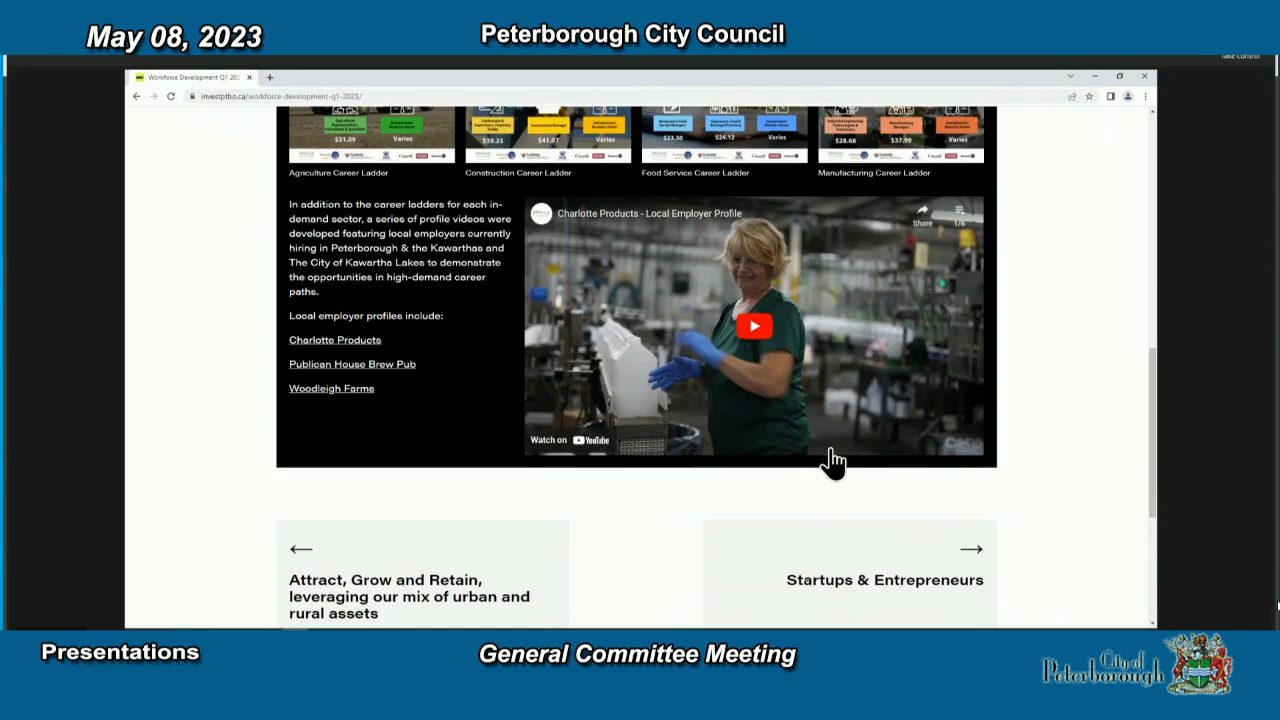 May 08, 2023
Peterborough City Council
Take Control
Workforce Development Q1 202
investptbo.ca/workforce-development-q1-2023/
$31.09
Varies
$39.23
Construction Manager
$41.07
Varies
$23.50
$24.12
Varies
$28.68
$37.99
Varies
Agriculture Career Ladder
Construction Career Ladder
Food Service Career Ladder
Manufacturing Career Ladder
In addition to the career ladders for each in-
demand sector, a series of profile videos were
developed featuring local employers currently
hiring in Peterborough & the Kawarthas and
The City of Kawartha Lakes to demonstrate
the opportunities in high-demand career
paths.
Local employer profiles include:
Charlotte Products
Publican House Brew Pub
Woodleigh Farms
Charlotte Products - Local Employer Profile
Share
1/6
Watch on YouTube
Attract, Grow and Retain,
leveraging our mix of urban and
rural assets
Startups & Entrepreneurs
Presentations
General Committee Meeting
City of
Peterborough